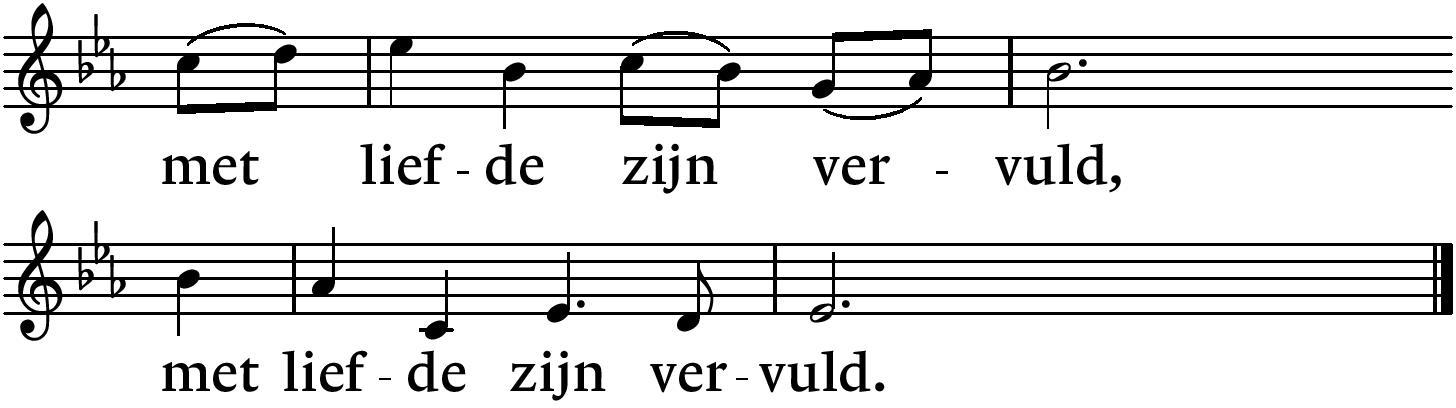 met lief - de zijn ver - vuld,
met lief - de zijn ver - vuld.